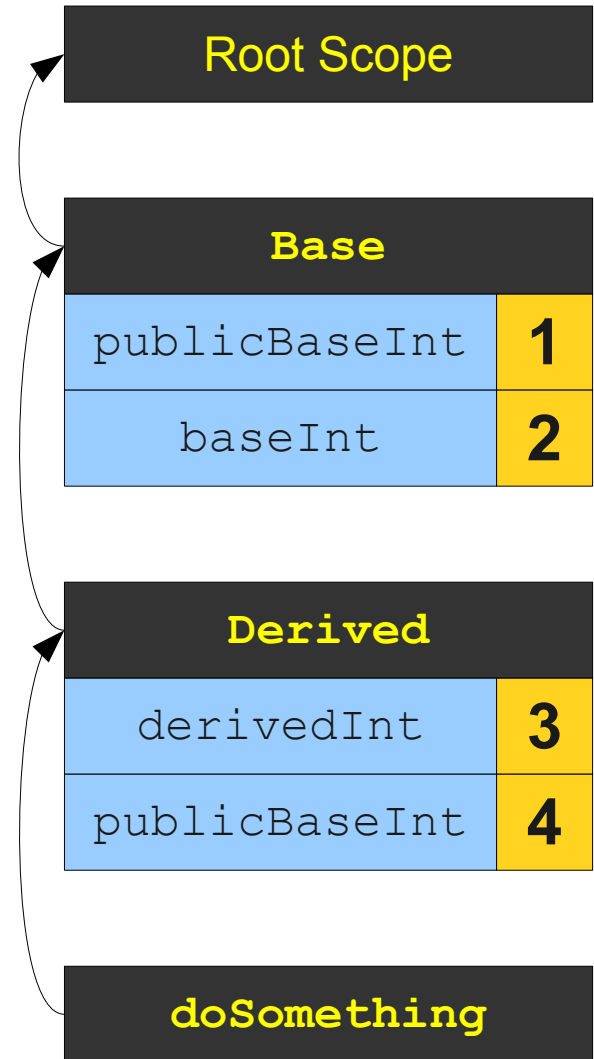 Root Scope
Base
publicBaseInt 1
baseInt 2
Derived
derivedInt 3
publicBaseInt 4
doSomething